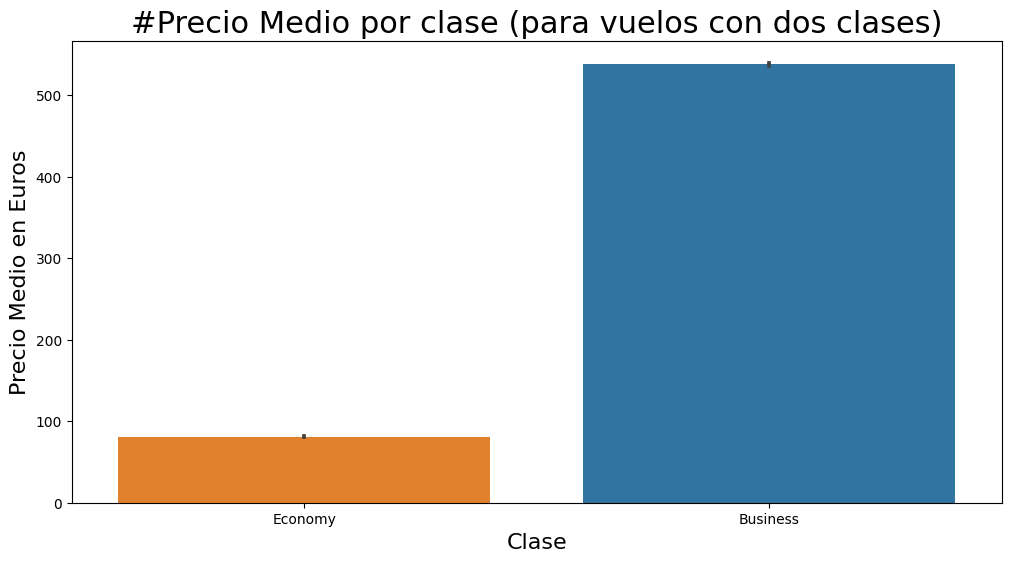 #Precio Medio por clase (para vuelos con dos clases)
Precio Medio en Euros
500
400
300
200
100
0
Economy
Business
Clase